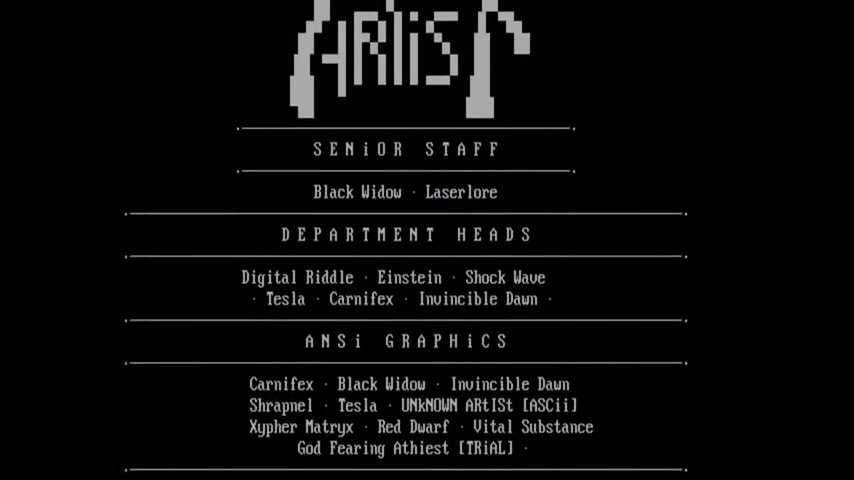 ARTiST
SENiOR STAFF
Black Widow · Laserlore
DEPARTMENT HEADS
Digital Riddle · Einstein · Shock Wave
· Tesla · Carnifex · Invincible Dawn ·
ANSi GRAPHiCS
Carnifex · Black Widow · Invincible Dawn
Shrapnel · Tesla · UNkNOWN ARtISt [ASCii]
Xypher Matryx · Red Dwarf · Vital Substance
God Fearing Athiest [TRiAL] ·